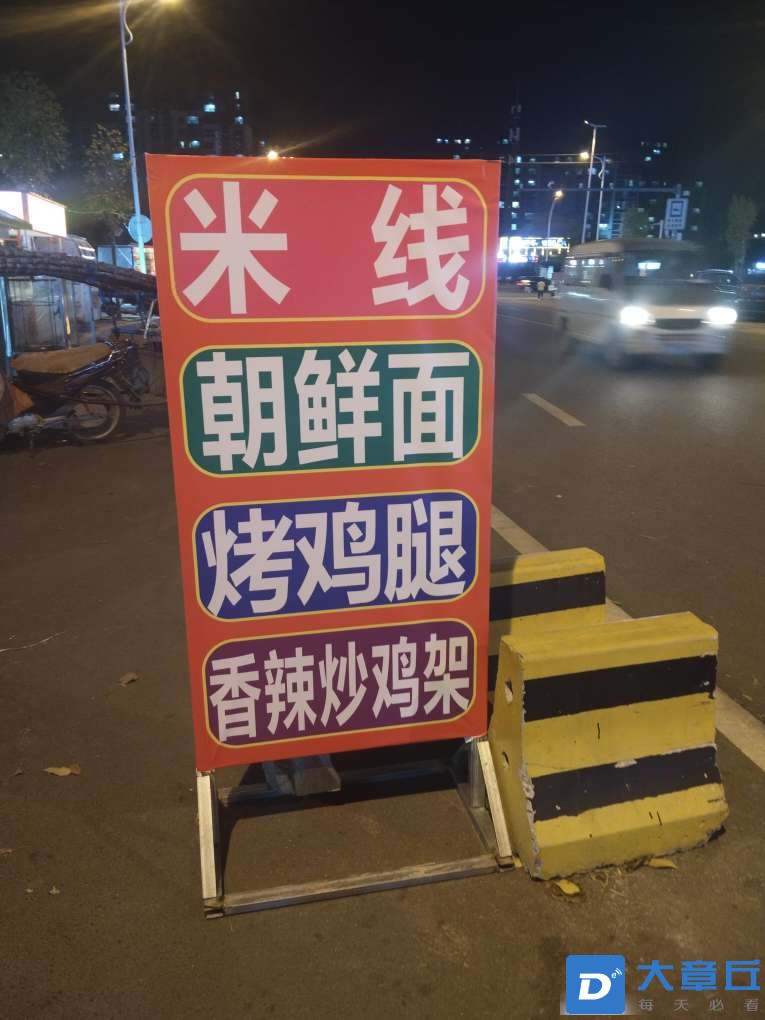 米 线
朝鲜面
烤鸡腿
香辣炒鸡架
大章丘
每天必看